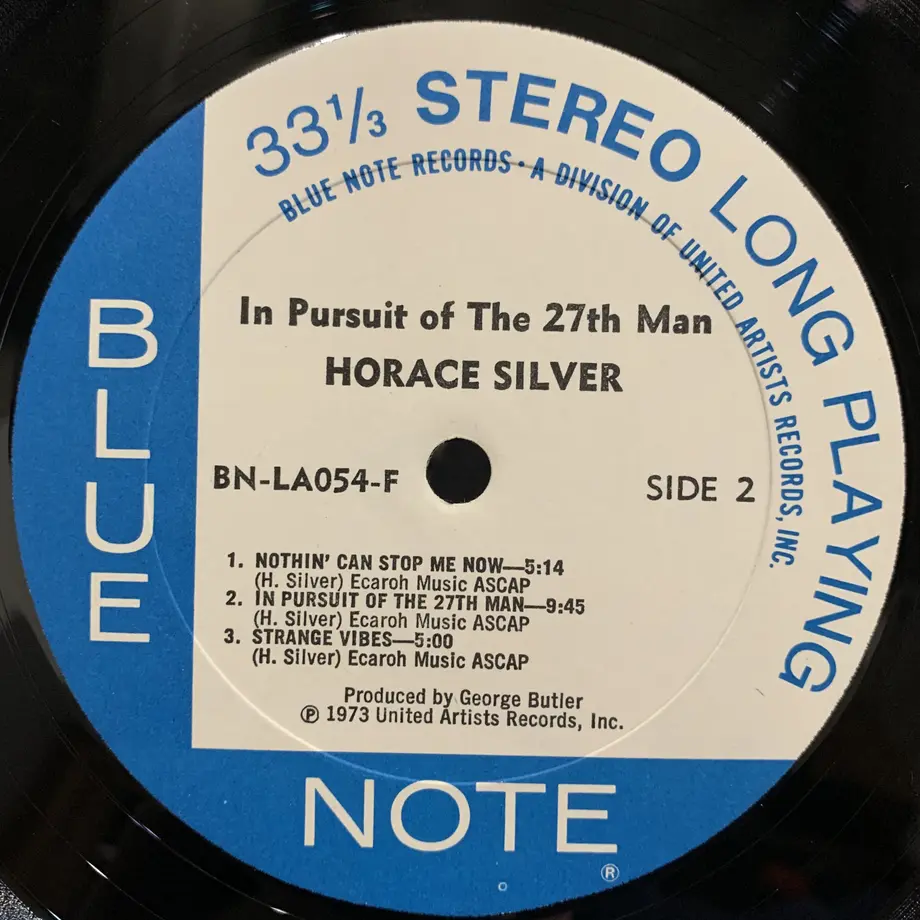 33⅓ STEREO LONG PLAYING
BLUE NOTE RECORDS • A DIVISION OF UNITED ARTISTS RECORDS, INC.
In Pursuit of The 27th Man
HORACE SILVER
BN-LA054-F
SIDE 2
1. NOTHIN' CAN STOP ME NOW—5:14
(H. Silver) Ecaroh Music ASCAP
2. IN PURSUIT OF THE 27TH MAN—9:45
(H. Silver) Ecaroh Music ASCAP
3. STRANGE VIBES—5:00
(H. Silver) Ecaroh Music ASCAP
Produced by George Butler
℗ 1973 United Artists Records, Inc.
BLUE
NOTE
®